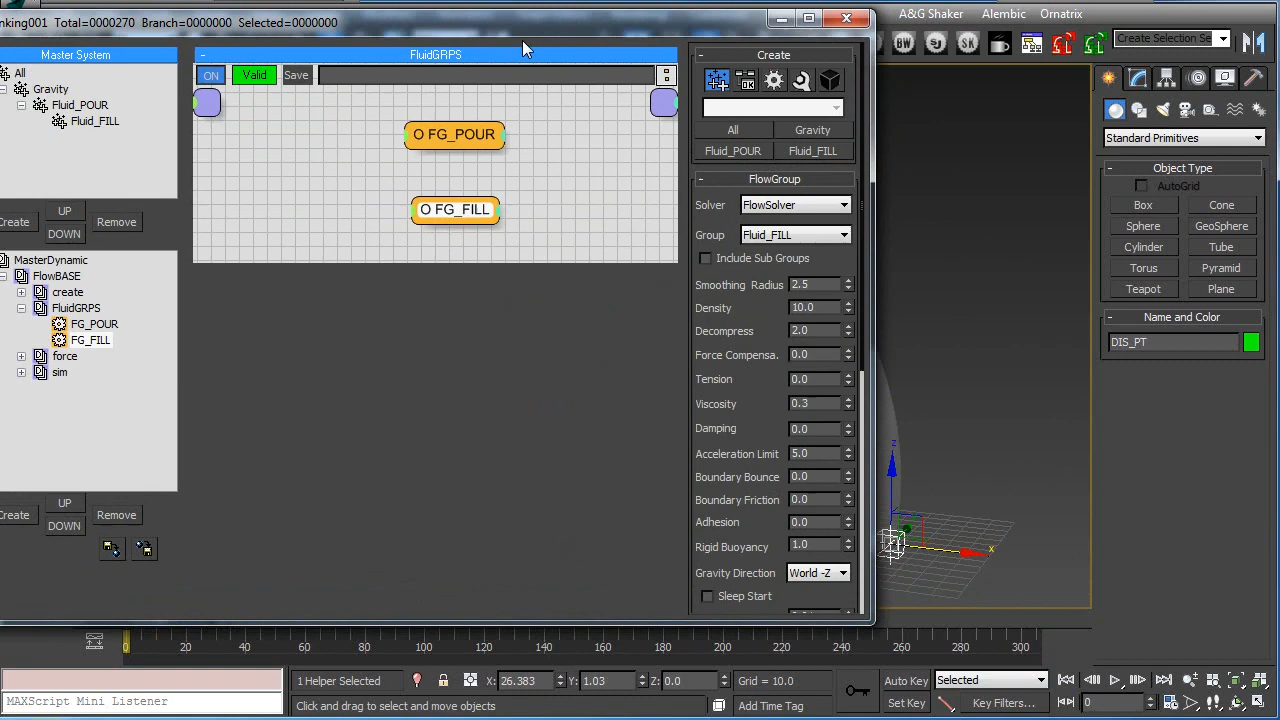 A&G Shaker Alembic Ornatrix
nking001 Total=0000270 Branch=0000000 Selected=0000000
Create Selection Se
Master System
All
Gravity
Fluid_POUR
Fluid_FILL
Create UP DOWN Remove
MasterDynamic
FlowBASE
create
FluidGRPS
FG_POUR
FG_FILL
force
sim
Create UP DOWN Remove
- FluidGRPS
ON Valid Save
O FG_POUR
O FG_FILL
- Create
All Gravity
Fluid_POUR Fluid_FILL
- FlowGroup
Solver FlowSolver
Group Fluid_FILL
Include Sub Groups
Smoothing Radius 2.5
Density 10.0
Decompress 2.0
Force Compensa. 0.0
Tension 0.0
Viscosity 0.3
Damping 0.0
Acceleration Limit 5.0
Boundary Bounce 0.0
Boundary Friction 0.0
Adhesion 0.0
Rigid Buoyancy 1.0
Gravity Direction World -Z
Sleep Start
z
x
Standard Primitives
- Object Type
AutoGrid
Box Cone
Sphere GeoSphere
Cylinder Tube
Torus Pyramid
Teapot Plane
- Name and Color
DIS_PT
0 20 40 60 80 100 120 140 160 180 200 220 240 260 280 300
1 Helper Selected X: 26.383 Y: 1.03 Z: 0.0 Grid = 10.0 Auto Key Selected
MAXScript Mini Listener Click and drag to select and move objects Add Time Tag Set Key Key Filters... 0